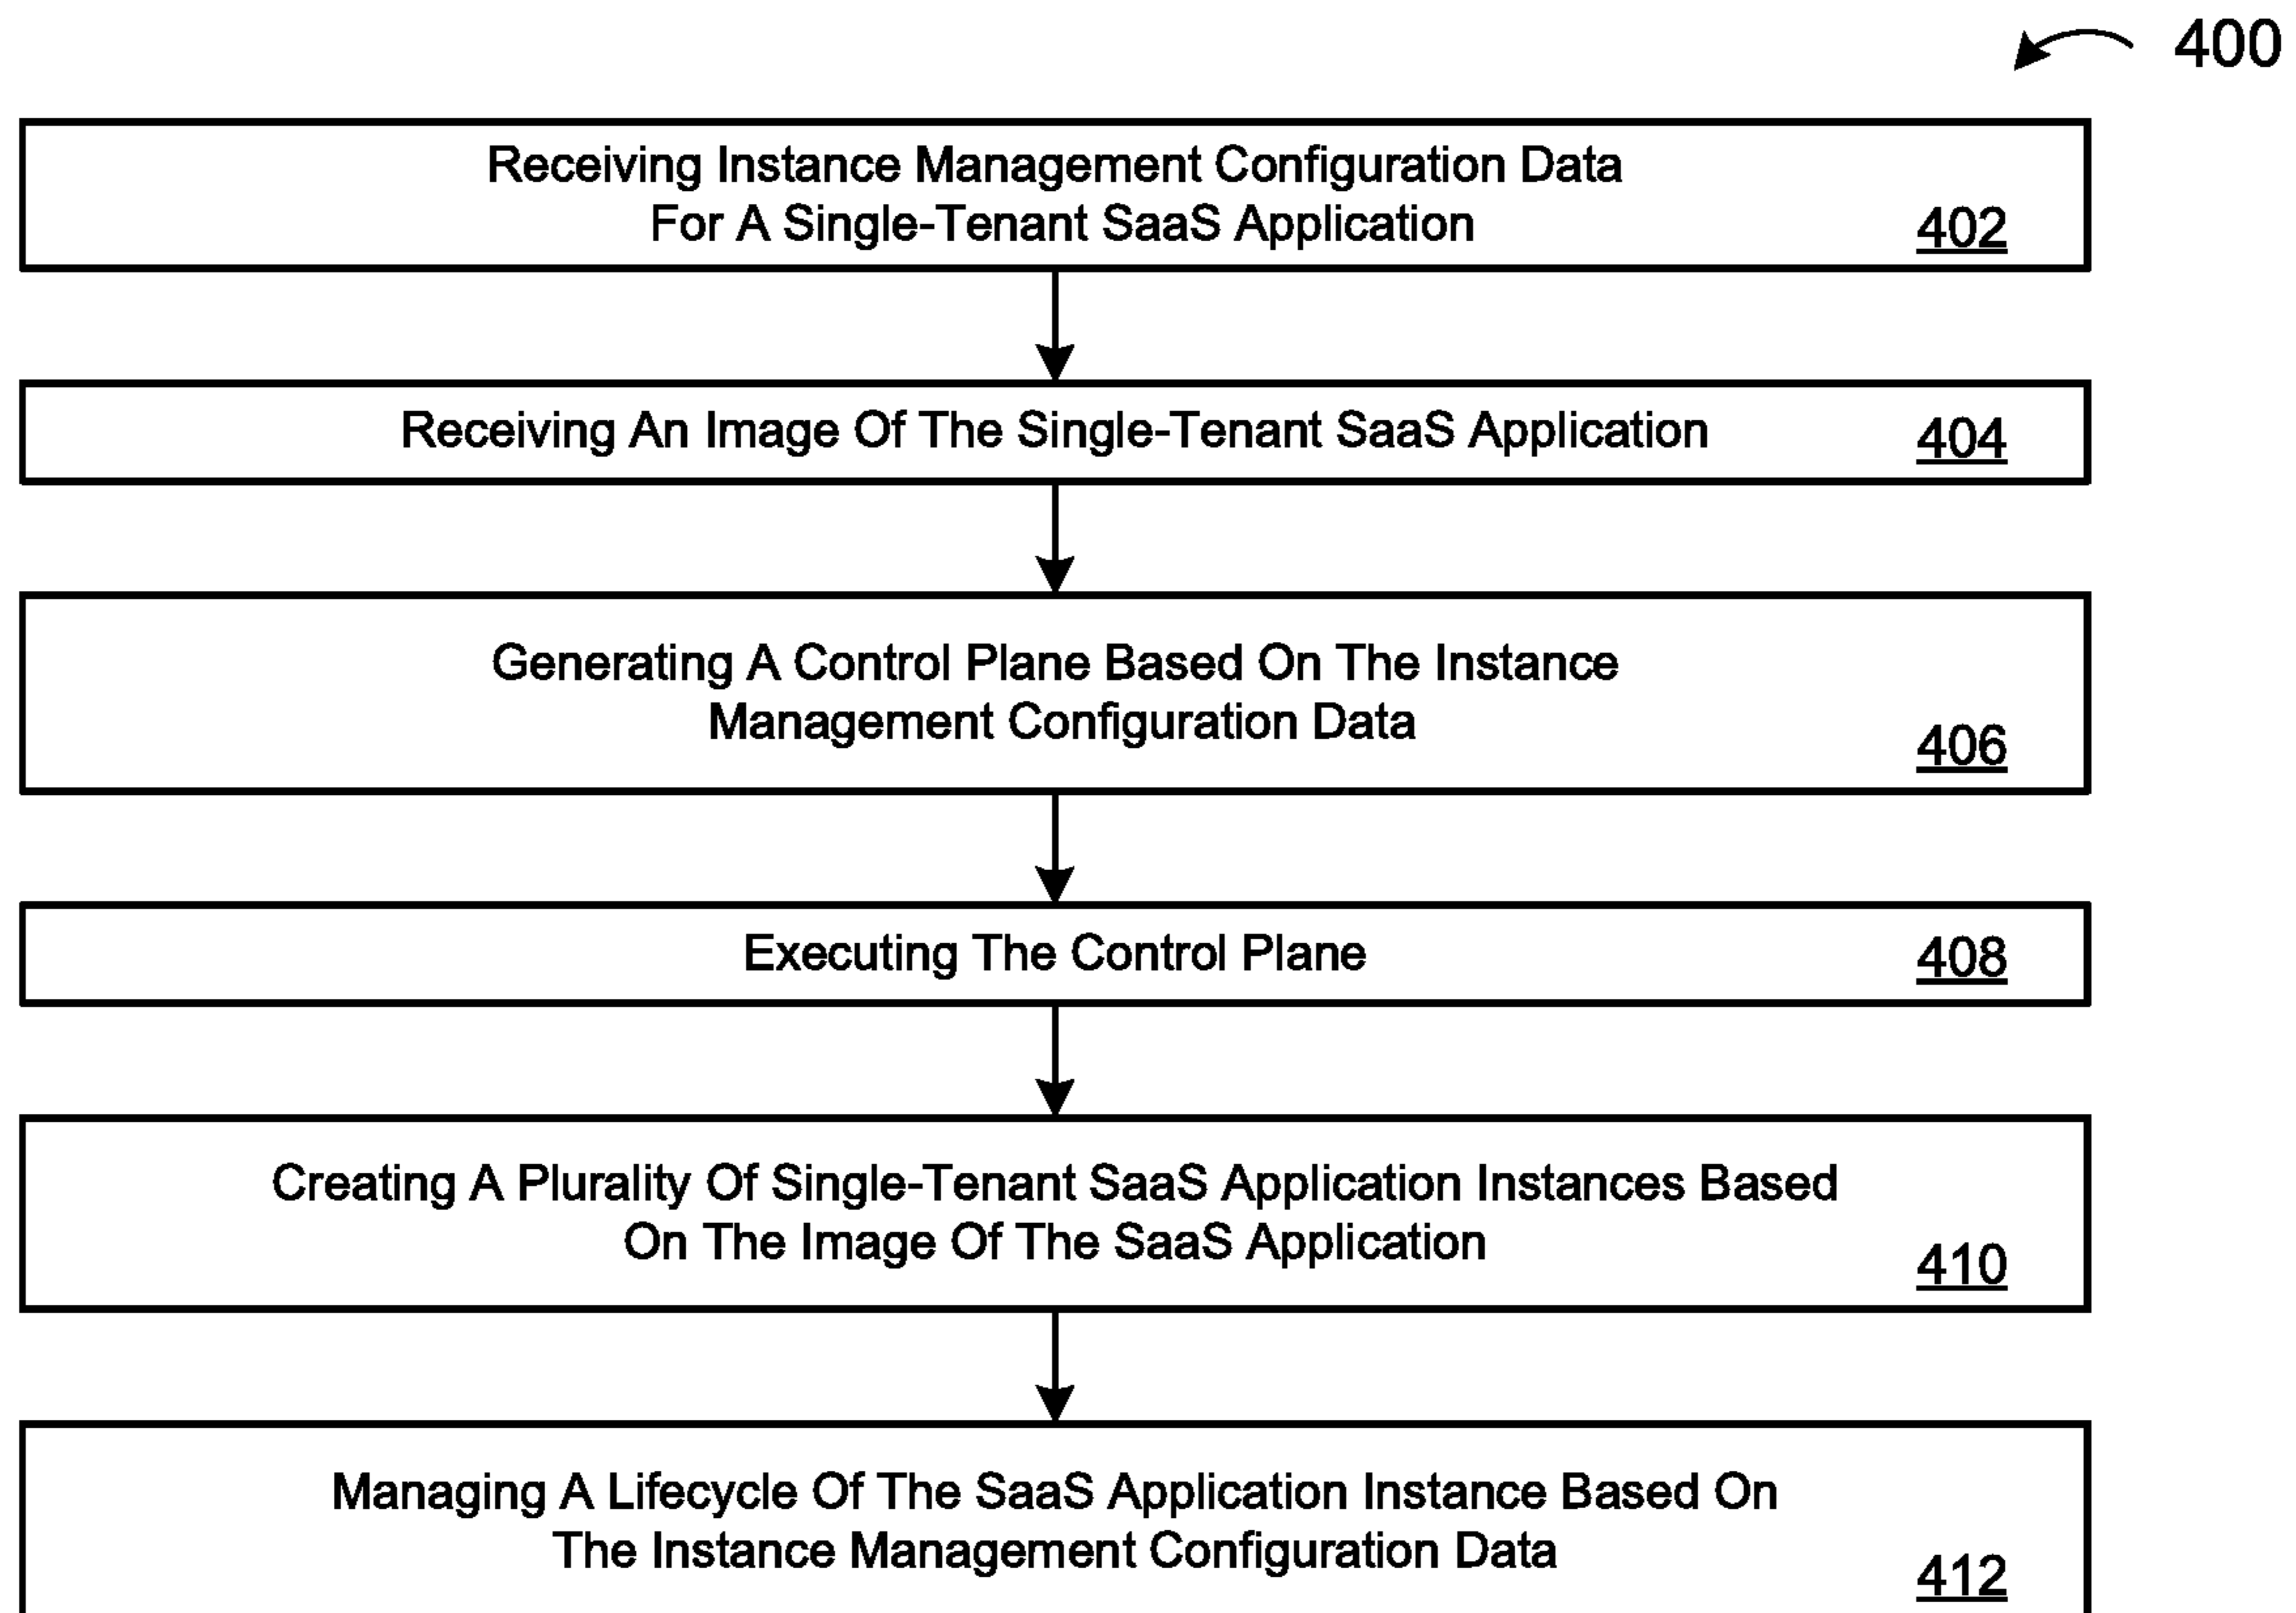 400
Receiving Instance Management Configuration Data
For A Single-Tenant SaaS Application
402
Receiving An Image Of The Single-Tenant SaaS Application
404
Generating A Control Plane Based On The Instance
Management Configuration Data
406
Executing The Control Plane
408
Creating A Plurality Of Single-Tenant SaaS Application Instances Based
On The Image Of The SaaS Application
410
Managing A Lifecycle Of The SaaS Application Instance Based On
The Instance Management Configuration Data
412